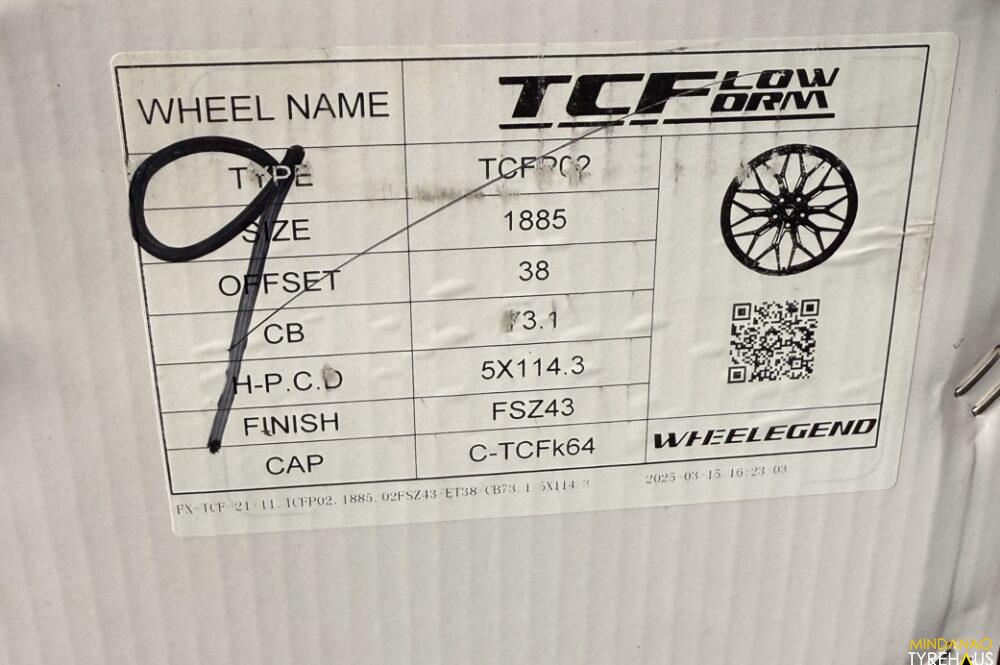 WHEEL NAME TCFLOW FORM
TYPE TCFP02
SIZE 1885
OFFSET 38
CB 73.1
H-P.C.D 5X114.3
FINISH FSZ43
CAP C-TCFk64
WHEELEGEND
FX-TCF-21-11.TCFP02.1885.02FSZ43/ET38/CB73.1 5X114.3 2025-03-15 16:23:03
9
MINDANAO
TYREHAUS